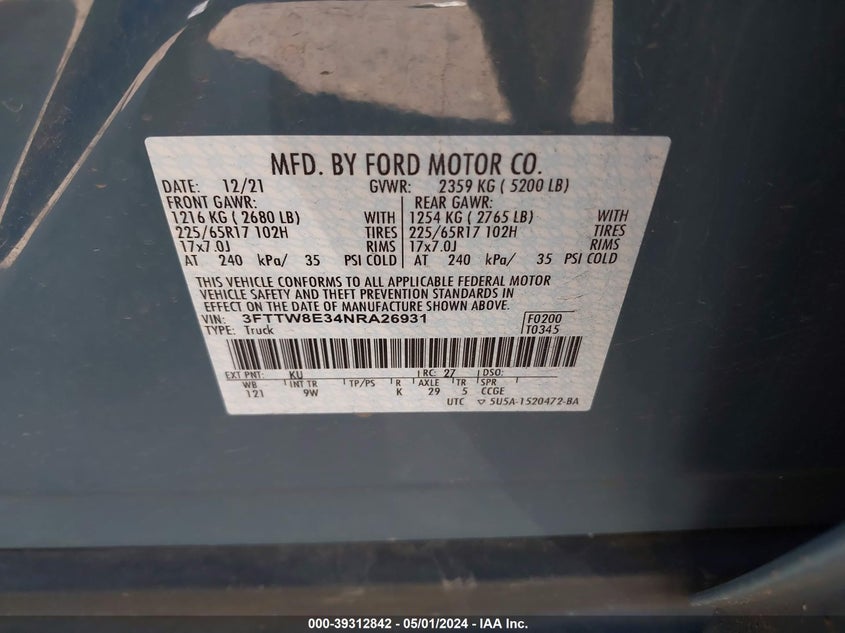 MFD. BY FORD MOTOR CO.
DATE: 12/21 GVWR: 2359 KG ( 5200 LB)
FRONT GAWR: REAR GAWR:
1216 KG ( 2680 LB) WITH 1254 KG ( 2765 LB) WITH
225/65R17 102H TIRES 225/65R17 102H TIRES
17x7.0J RIMS 17x7.0J RIMS
AT 240 kPa/ 35 PSI COLD AT 240 kPa/ 35 PSI COLD
THIS VEHICLE CONFORMS TO ALL APPLICABLE FEDERAL MOTOR
VEHICLE SAFETY AND THEFT PREVENTION STANDARDS IN
EFFECT ON THE DATE OF MANUFACTURE SHOWN ABOVE.
VIN: 3FTTW8E34NRA26931 F0200
TYPE: Truck T0345
EXT PNT: KU RC: 27 DSO:
WB INT TR TP/PS R AXLE TR SPR
121 9W K 29 5 CCGE
UTC ▽ 5U5A-1520472-BA
000-39312842 / 05/01/2024 - IAA Inc.